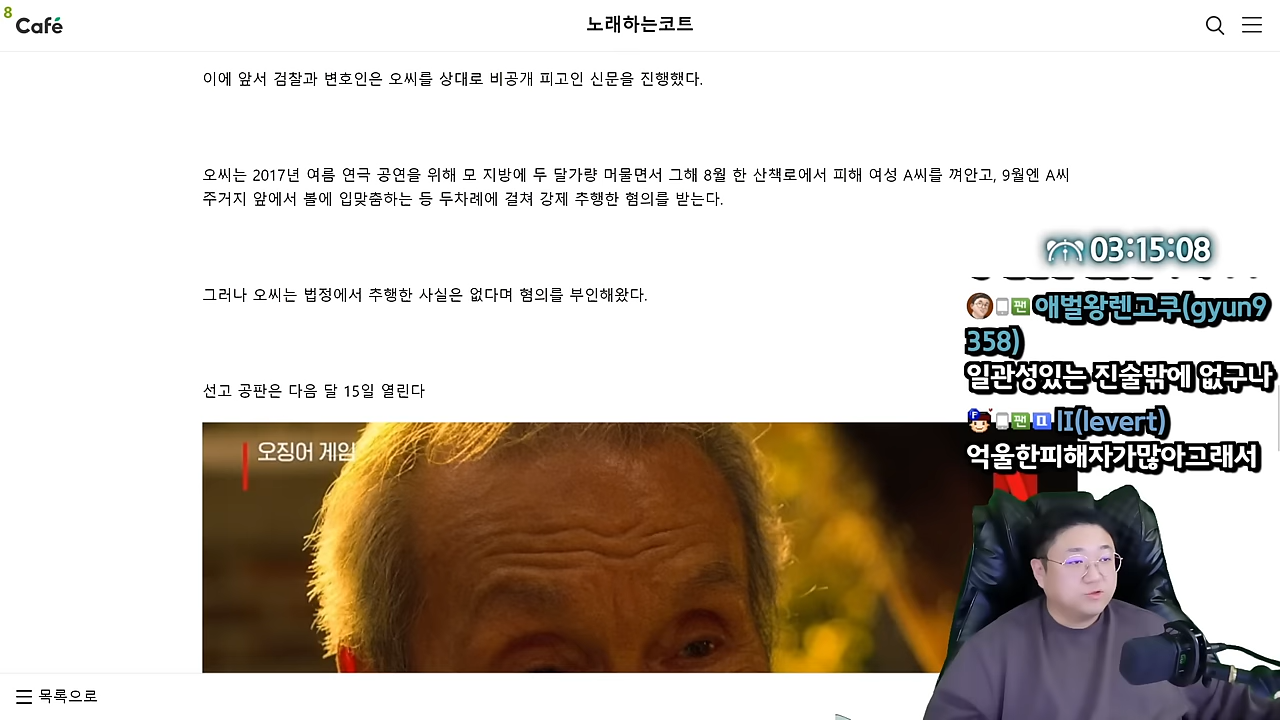 8
Café
노래하는코트
이에 앞서 검찰과 변호인은 오씨를 상대로 비공개 피고인 신문을 진행했다.
오씨는 2017년 여름 연극 공연을 위해 모 지방에 두 달가량 머물면서 그해 8월 한 산책로에서 피해 여성 A씨를 껴안고, 9월엔 A씨
주거지 앞에서 볼에 입맞춤하는 등 두차례에 걸쳐 강제 추행한 혐의를 받는다.
그러나 오씨는 법정에서 추행한 사실은 없다며 혐의를 부인해왔다.
선고 공판은 다음 달 15일 열린다
오징어 게임
03:15:08
팬 애벌왕렌고쿠(gyun9
358)
일관성있는 진술밖에 없구나
F 팬 lI(levert)
억울한피해자가많아그래서
목록으로